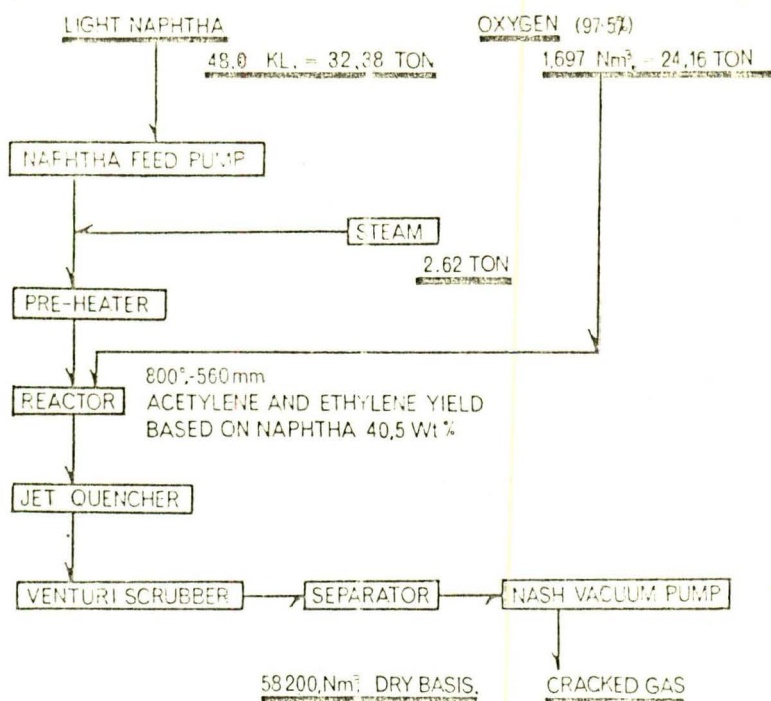 LIGHT NAPHTHA
48.0 KL. = 32,38 TON
OXYGEN (97·5%)
1,697 Nm³, = 24,16 TON
NAPHTHA FEED PUMP
STEAM
2.62 TON
PRE-HEATER
800°,-560mm
REACTOR
ACETYLENE AND ETHYLENE YIELD
BASED ON NAPHTHA 40,5 Wt %
JET QUENCHER
VENTURI SCRUBBER
SEPARATOR
NASH VACUUM PUMP
58200,Nm³ DRY BASIS.
CRACKED GAS